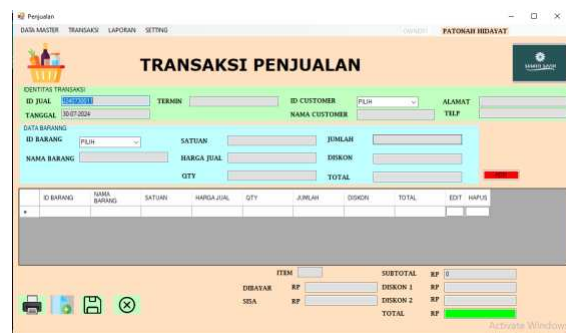 Penjualan
DATA MASTER TRANSAKSI LAPORAN SETTING PATONAH HIDAYAT
TRANSAKSI PENJUALAN
IDENTITAS TRANSAKSI
ID JUAL TERMIN ID CUSTOMER PILIH ALAMAT
TANGGAL 30-07-2024 NAMA CUSTOMER TELP
DATA BARANNG
ID BARANG PILIH SATUAN JUMLAH
NAMA BARANG HARGA JUAL DISKON
QTY TOTAL
ID BARANG NAMA BARANG SATUAN HARGA JUAL QTY JUMLAH DISKON TOTAL EDIT HAPUS
ITEM SUBTOTAL RP 0
DIBAYAR RP DISKON 1 RP
SISA RP DISKON 2 RP
TOTAL RP
Activate Windows